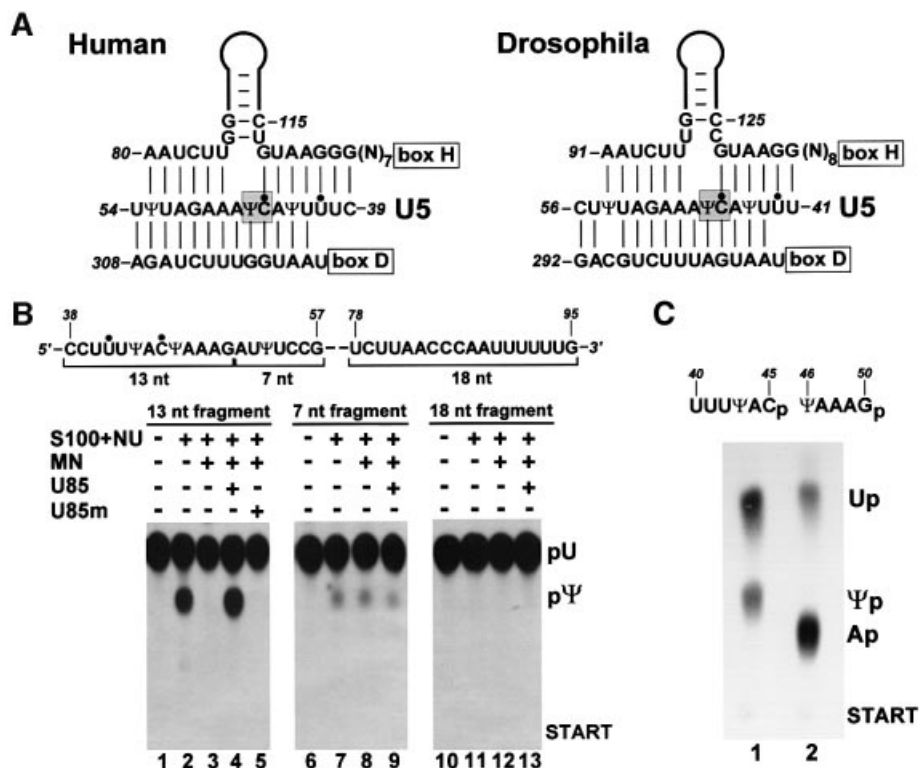 A
Human
Drosophila
G–C–115
G U
80–AAUCUU GUAAGGG(N)7 box H
54–UΨUAGAAAΨCAΨUUUC–39 U5
308–AGAUCUUUGGUAAU box D
G–C–125
U C
91–AAUCUU GUAAGG(N)8 box H
56–CUΨUAGAAAΨCAΨUUU–41 U5
292–GACGUCUUUAGUAAU box D
B
38 57 78 95
5'–CCUUUΨACΨAAAGAUΨUCCG––UCUUAACCCAAUUUUUUG–3'
13 nt 7 nt 18 nt
13 nt fragment 7 nt fragment 18 nt fragment
S100+NU - + + + + - + + + - + + +
MN - - + + + - - + + - - + +
U85 - - - + - - - - + - - - +
U85m - - - - +
pU
pΨ
START
1 2 3 4 5 6 7 8 9 10 11 12 13
C
40 45 46 50
UUUΨACp ΨAAAGp
Up
Ψp
Ap
START
1 2